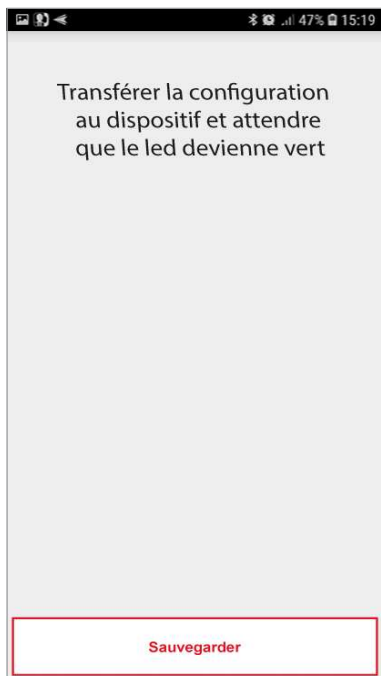 47% 15:19
Transférer la configuration
au dispositif et attendre
que le led devienne vert
Sauvegarder